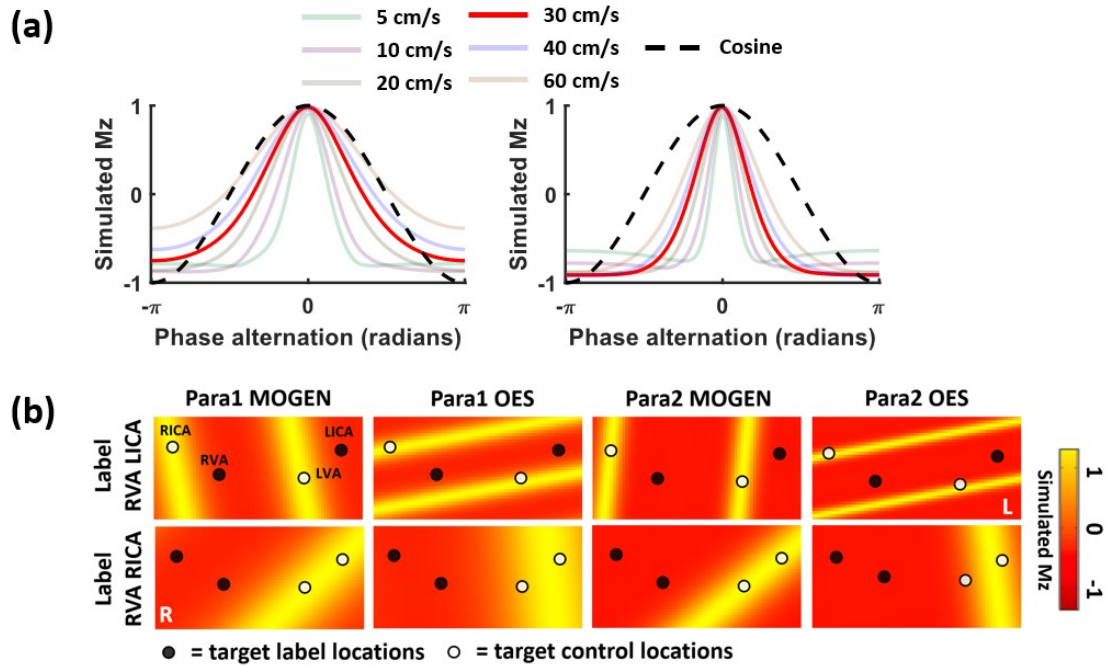 (a)
5 cm/s 30 cm/s
10 cm/s 40 cm/s Cosine
20 cm/s 60 cm/s
1 1
Simulated Mz 0 Simulated Mz 0
-1 -1
-π 0 π -π 0 π
Phase alternation (radians) Phase alternation (radians)
(b)
Para1 MOGEN Para1 OES Para2 MOGEN Para2 OES
Label
RVA LICA
RICA
RVA
LICA
LVA
L
Label
RVA RICA
R
1
0
-1
Simulated Mz
= target label locations = target control locations